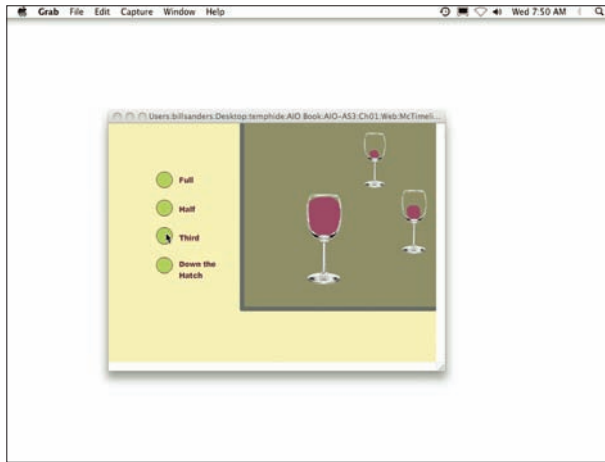 Grab File Edit Capture Window Help Wed 7:50 AM
Users:billsanders:Desktop:temphide:AIO Book:AIO-AS3:Ch01:Web:McTimeli...
Full
Half
Third
Down the
Hatch